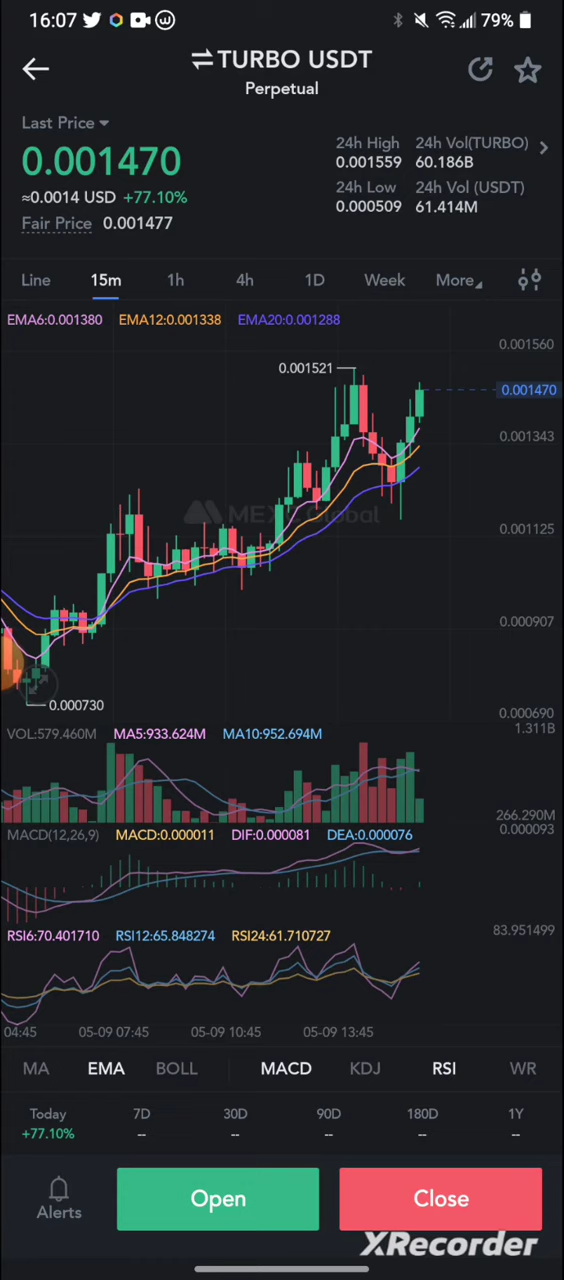 16:07 79%
TURBO USDT
Perpetual
Last Price
0.001470
≈0.0014 USD +77.10%
Fair Price 0.001477
24h High 24h Vol(TURBO)
0.001559 60.186B
24h Low 24h Vol (USDT)
0.000509 61.414M
Line 15m 1h 4h 1D Week More
EMA6:0.001380 EMA12:0.001338 EMA20:0.001288
0.001560
0.001521
0.001470
0.001343
MEXC Global
0.001125
0.000907
0.000730
0.000690
VOL:579.460M MA5:933.624M MA10:952.694M
1.311B
266.290M
MACD(12,26,9) MACD:0.000011 DIF:0.000081 DEA:0.000076
0.000093
RSI6:70.401710 RSI12:65.848274 RSI24:61.710727
83.951499
04:45 05-09 07:45 05-09 10:45 05-09 13:45
MA EMA BOLL MACD KDJ RSI WR
Today 7D 30D 90D 180D 1Y
+77.10% -- -- -- -- --
Alerts
Open
Close
XRecorder